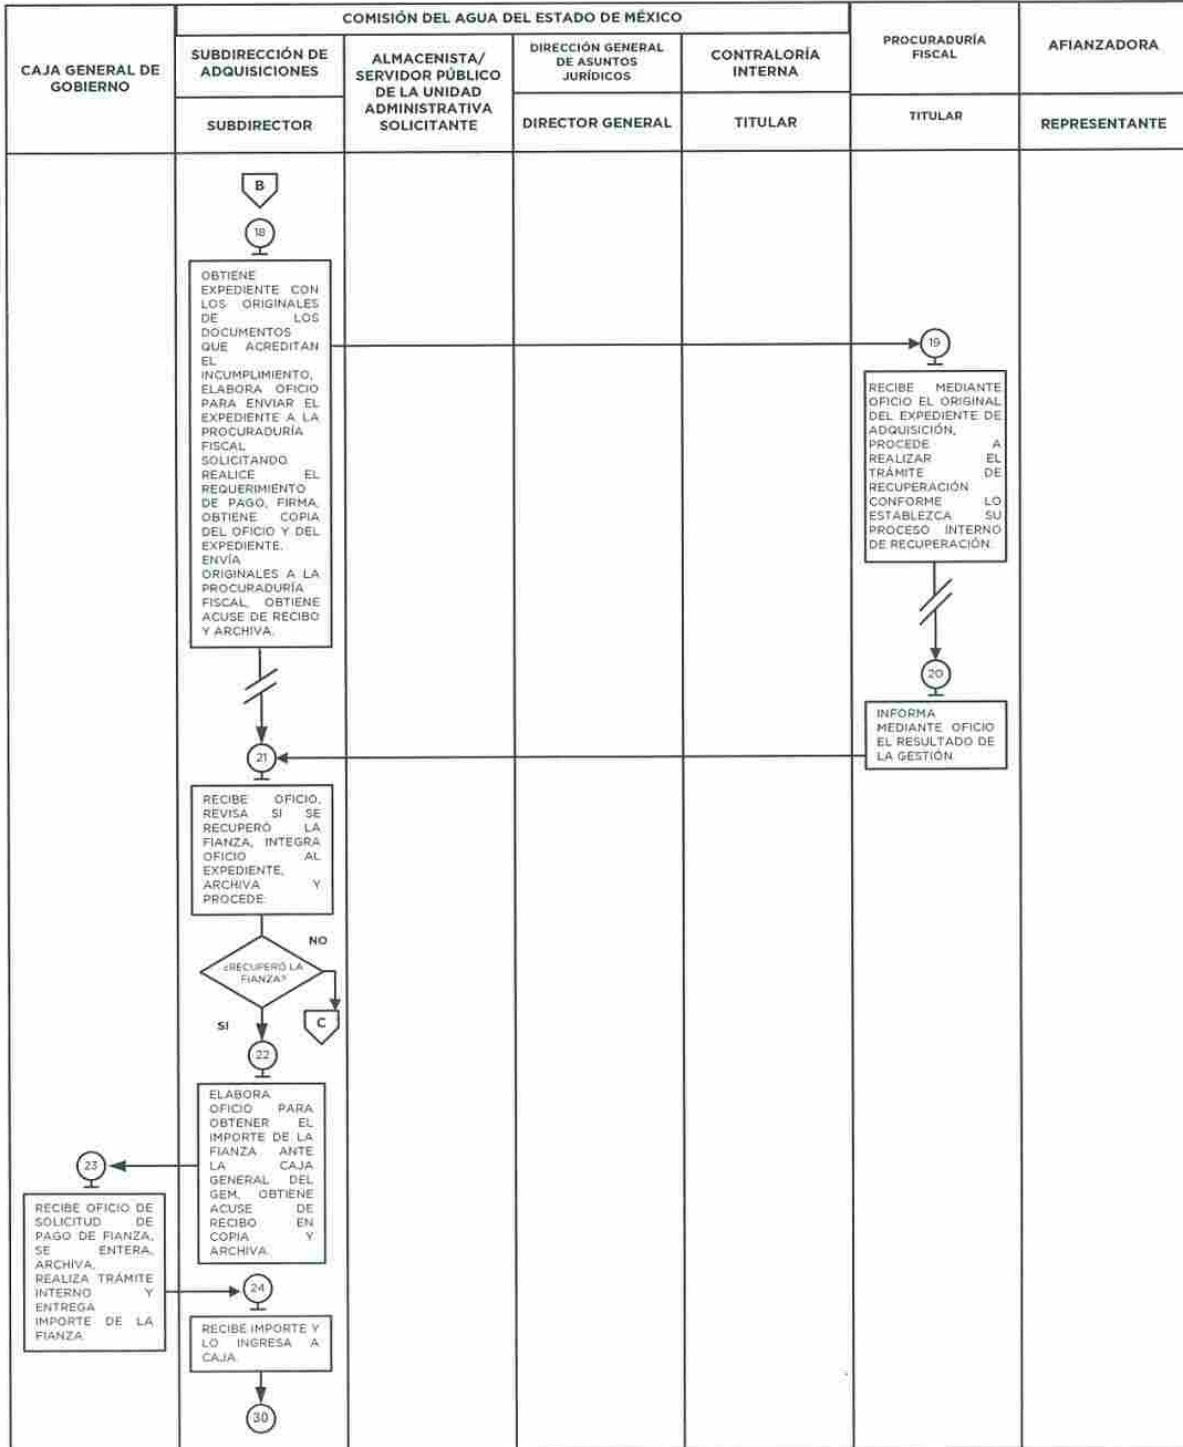 COMISIÓN DEL AGUA DEL ESTADO DE MÉXICO
CAJA GENERAL DE
GOBIERNO
SUBDIRECCIÓN DE
ADQUISICIONES
SUBDIRECTOR
ALMACENISTA/
SERVIDOR PÚBLICO
DE LA UNIDAD
ADMINISTRATIVA
SOLICITANTE
DIRECCIÓN GENERAL
DE ASUNTOS
JURÍDICOS
DIRECTOR GENERAL
CONTRALORÍA
INTERNA
TITULAR
PROCURADURÍA
FISCAL
TITULAR
AFIANZADORA
REPRESENTANTE
B
18
OBTIENE
EXPEDIENTE CON
LOS ORIGINALES
DE LOS
DOCUMENTOS
QUE ACREDITAN
EL
INCUMPLIMIENTO,
ELABORA OFICIO
PARA ENVIAR EL
EXPEDIENTE A LA
PROCURADURÍA
FISCAL
SOLICITANDO
REALICE EL
REQUERIMIENTO
DE PAGO, FIRMA,
OBTIENE COPIA
DEL OFICIO Y DEL
EXPEDIENTE.
ENVÍA
ORIGINALES A LA
PROCURADURÍA
FISCAL, OBTIENE
ACUSE DE RECIBO
Y ARCHIVA.
19
RECIBE MEDIANTE
OFICIO EL ORIGINAL
DEL EXPEDIENTE DE
ADQUISICIÓN,
PROCEDE A
REALIZAR EL
TRÁMITE DE
RECUPERACIÓN
CONFORME LO
ESTABLEZCA SU
PROCESO INTERNO
DE RECUPERACIÓN.
20
INFORMA
MEDIANTE OFICIO
EL RESULTADO DE
LA GESTIÓN.
21
RECIBE OFICIO,
REVISA SI SE
RECUPERÓ LA
FIANZA, INTEGRA
OFICIO AL
EXPEDIENTE,
ARCHIVA Y
PROCEDE.
¿RECUPERÓ LA
FIANZA?
NO
C
SI
22
ELABORA
OFICIO PARA
OBTENER EL
IMPORTE DE LA
FIANZA ANTE
LA CAJA
GENERAL DEL
GEM, OBTIENE
ACUSE DE
RECIBO EN
COPIA Y
ARCHIVA.
23
RECIBE OFICIO DE
SOLICITUD DE
PAGO DE FIANZA,
SE ENTERA,
ARCHIVA,
REALIZA TRÁMITE
INTERNO Y
ENTREGA
IMPORTE DE LA
FIANZA.
24
RECIBE IMPORTE Y
LO INGRESA A
CAJA.
30